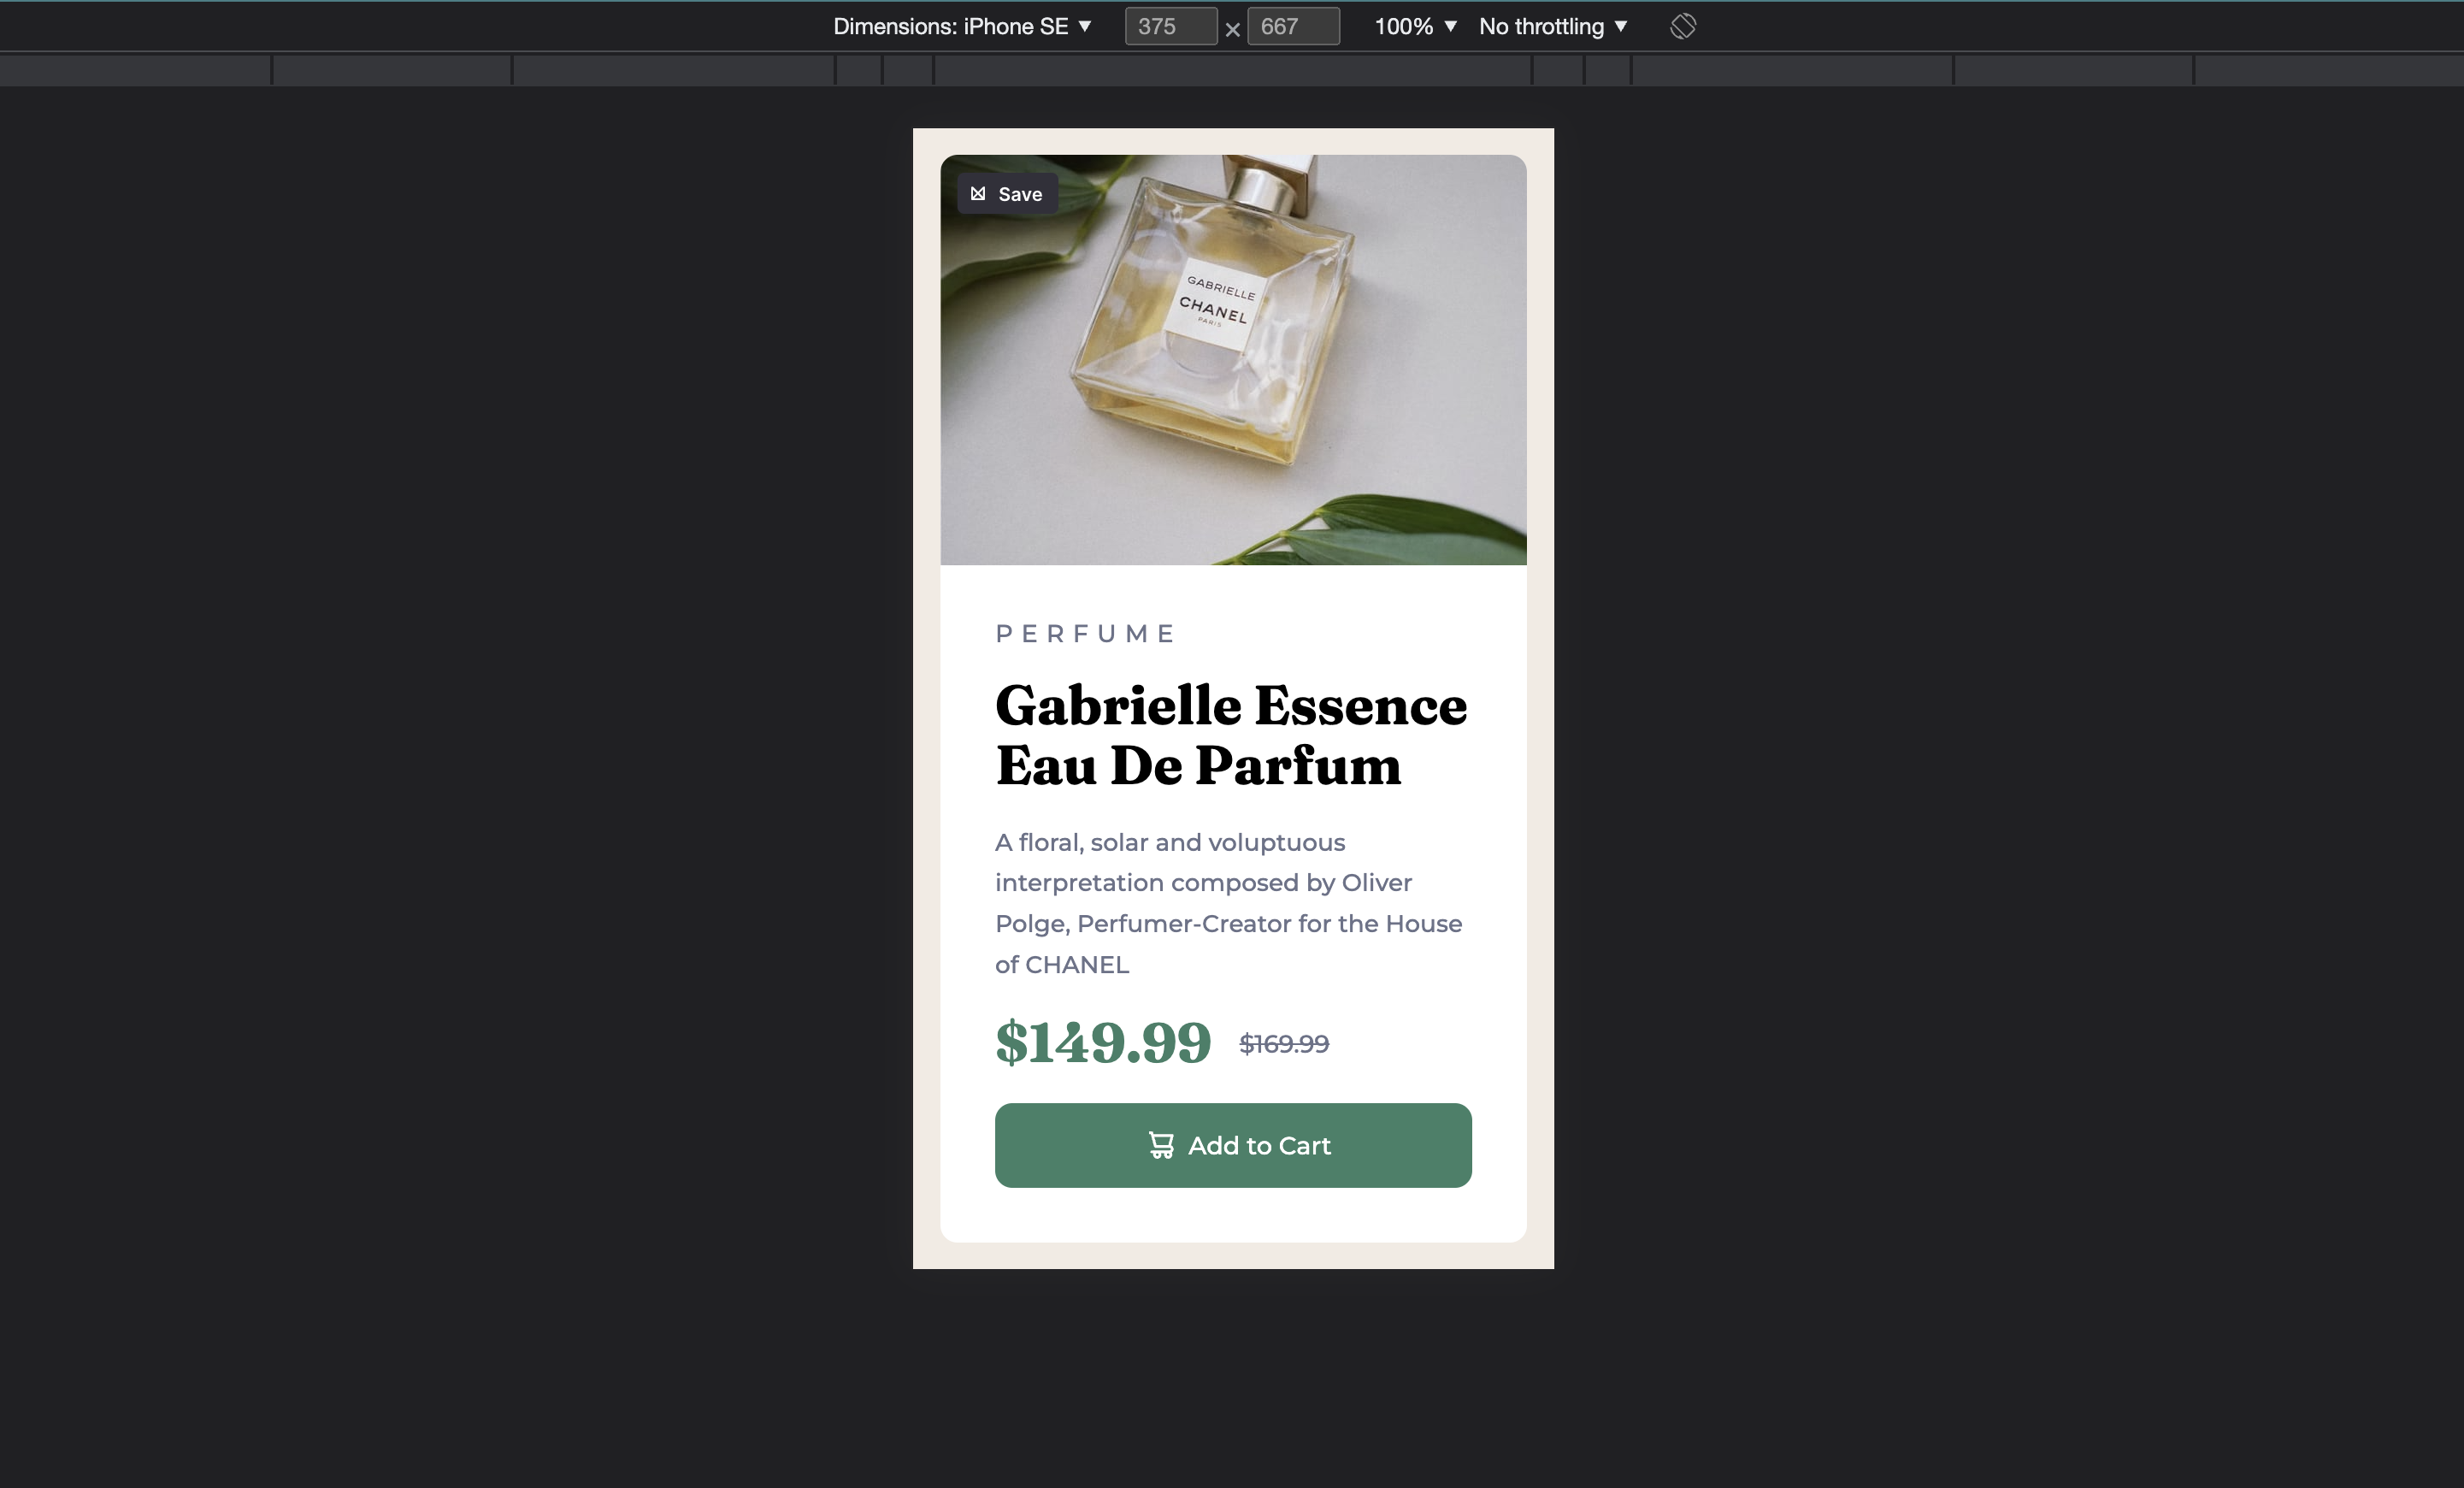 Dimensions: iPhone SE ▼ 375 × 667 100% ▼ No throttling ▼
Save
GABRIELLE
CHANEL
PARIS
PERFUME
Gabrielle Essence
Eau De Parfum
A floral, solar and voluptuous
interpretation composed by Oliver
Polge, Perfumer-Creator for the House
of CHANEL
$149.99 $169.99
Add to Cart